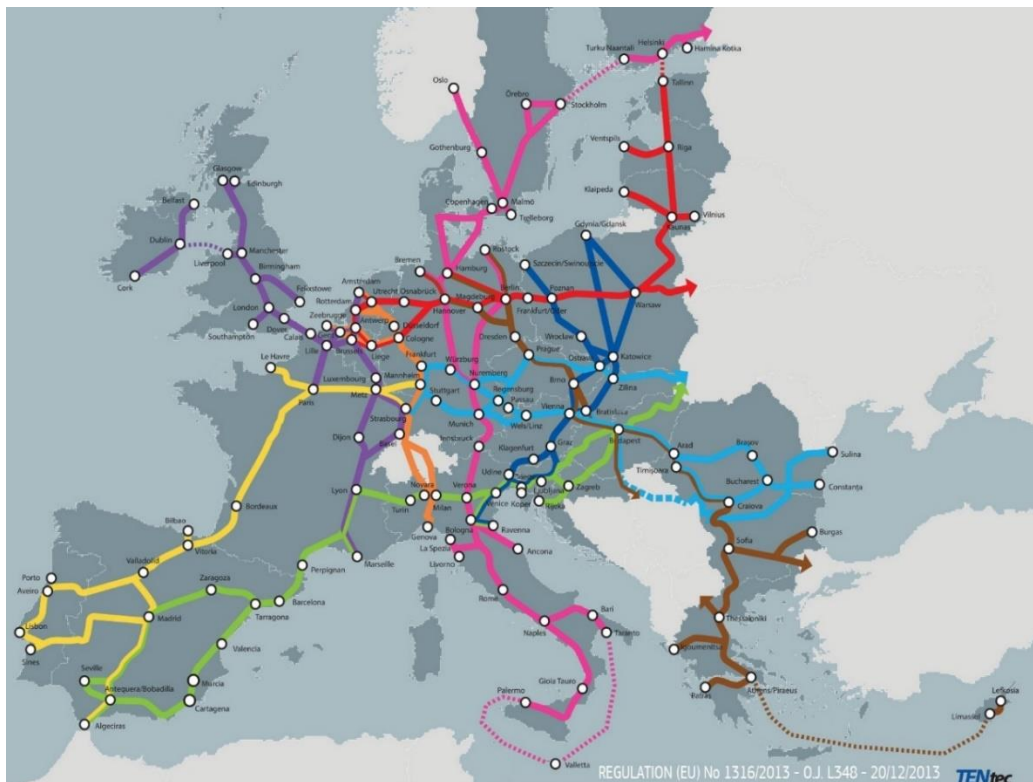 Oslo
Örebro
Stockholm
Turku Naantali
Helsinki
Hamina Kotka
Tallinn
Gothenburg
Ventspils
Riga
Klaipeda
Kaunas
Vilnius
Copenhagen
Malmö
Trelleborg
Glasgow
Edinburgh
Belfast
Dublin
Cork
Liverpool
Manchester
Birmingham
Felixstowe
London
Southampton
Dover
Calais
Gdynia/Gdansk
Rostock
Szczecin/Swinoujscie
Bremen
Hamburg
Amsterdam
Utrecht
Osnabrück
Rotterdam
Zeebrugge
Antwerp
Hannover
Magdeburg
Berlin
Frankfurt/Oder
Poznan
Warsaw
Düsseldorf
Cologne
Lille
Brussels
Liège
Dresden
Wrocław
Le Havre
Frankfurt
Würzburg
Prague
Ostrava
Katowice
Luxembourg
Mannheim
Metz
Paris
Nuremberg
Regensburg
Passau
Brno
Zilina
Stuttgart
Strasbourg
Munich
Wels/Linz
Vienna
Bratislava
Dijon
Basel
Innsbruck
Klagenfurt
Graz
Budapest
Arad
Braşov
Sulina
Timişoara
Bucharest
Constanţa
Craiova
Udine
Ljubljana
Zagreb
Lyon
Novara
Milan
Verona
Venice
Koper
Rijeka
Turin
Genova
Bologna
Ravenna
La Spezia
Livorno
Ancona
Bordeaux
Bilbao
Vitoria
Marseille
Perpignan
Sofia
Burgas
Valladolid
Porto
Aveiro
Zaragoza
Barcelona
Tarragona
Madrid
Lisbon
Sines
Valencia
Rome
Naples
Bari
Taranto
Thessaloniki
Igoumenitsa
Patras
Athens/Piraeus
Seville
Antequera/Bobadilla
Murcia
Cartagena
Algeciras
Gioia Tauro
Palermo
Valletta
Lefkosia
Limassol
REGULATION (EU) No 1316/2013 - O.J. L348 - 20/12/2013
TENtec